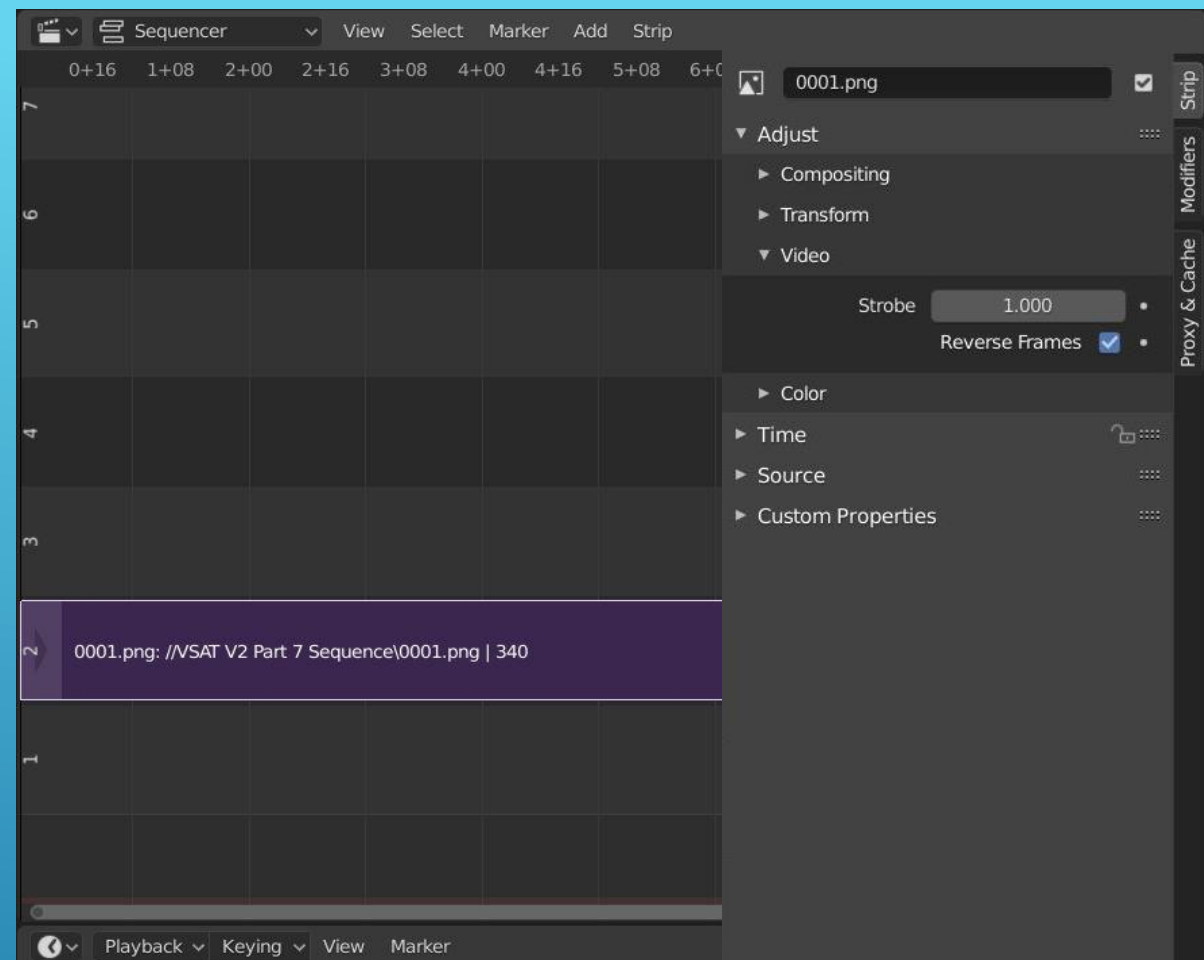 Sequencer View Select Marker Add Strip
0+16 1+08 2+00 2+16 3+08 4+00 4+16 5+08 6+0
0001.png
Adjust
Compositing
Transform
Video
Strobe 1.000
Reverse Frames
Color
Time
Source
Custom Properties
Strip
Modifiers
Proxy & Cache
7
6
5
4
3
2
0001.png: //VSAT V2 Part 7 Sequence\0001.png | 340
1
Playback Keying View Marker